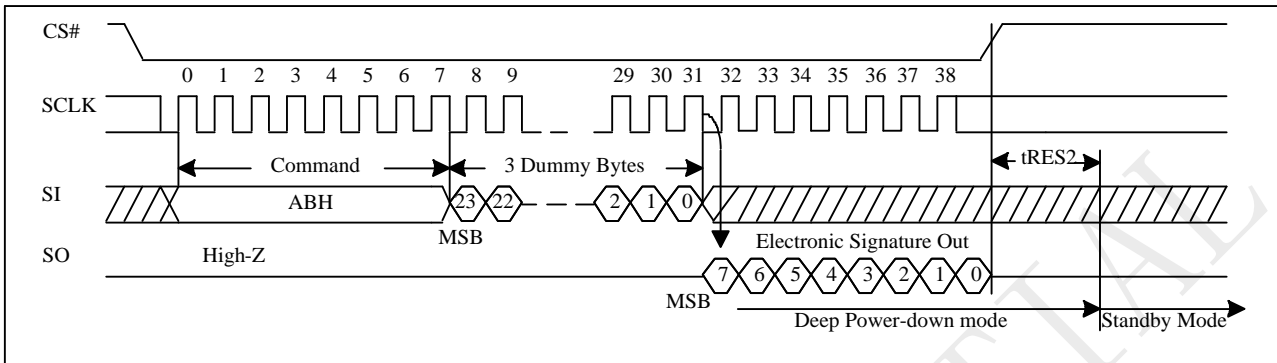 CS#
0 1 2 3 4 5 6 7 8 9 29 30 31 32 33 34 35 36 37 38
SCLK
Command
3 Dummy Bytes
tRES2
SI
ABH
23 22 2 1 0
MSB
SO
High-Z
Electronic Signature Out
7 6 5 4 3 2 1 0
MSB
Deep Power-down mode
Standby Mode